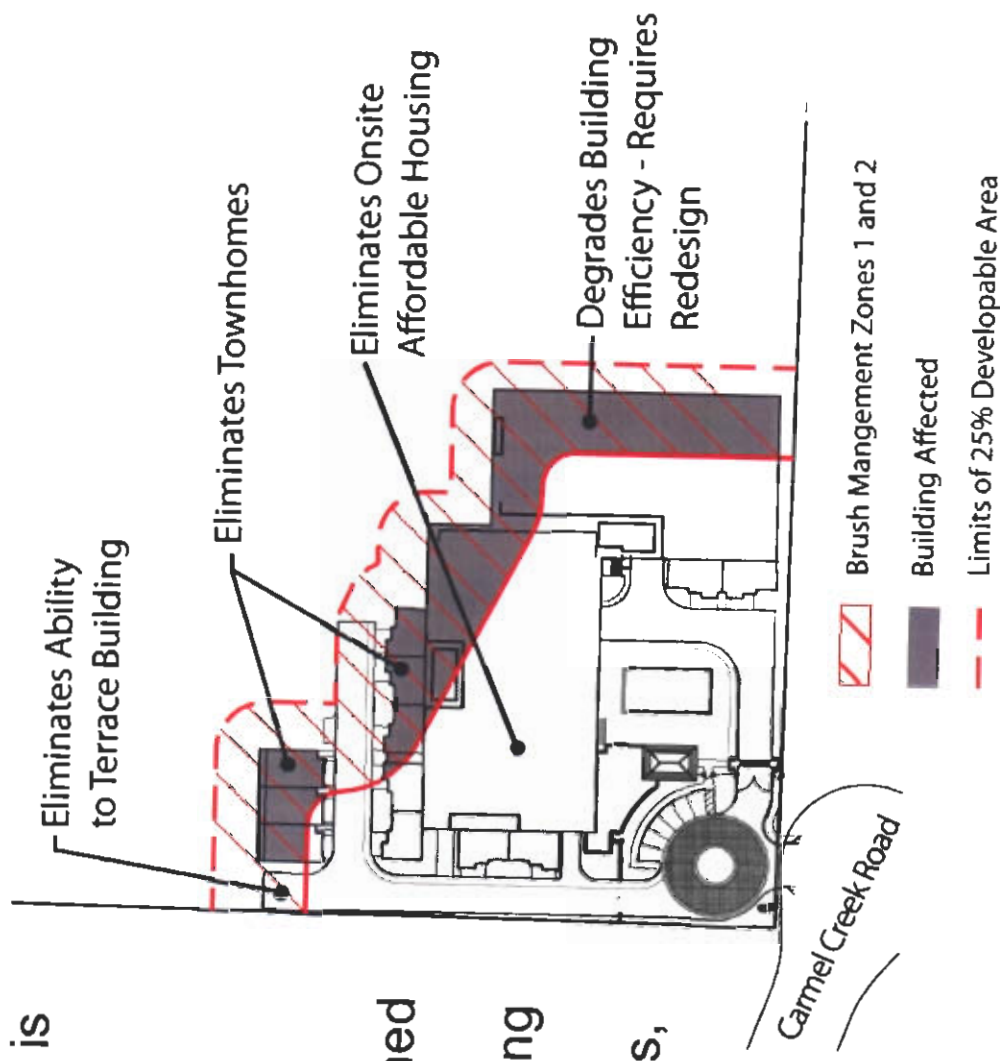 is
ned
ng
s,
Eliminates Ability
to Terrace Building
Eliminates Townhomes
Eliminates Onsite
Affordable Housing
Degrades Building
Efficiency - Requires
Redesign
Carmel Creek Road
Brush Mangement Zones 1 and 2
Building Affected
Limits of 25% Developable Area